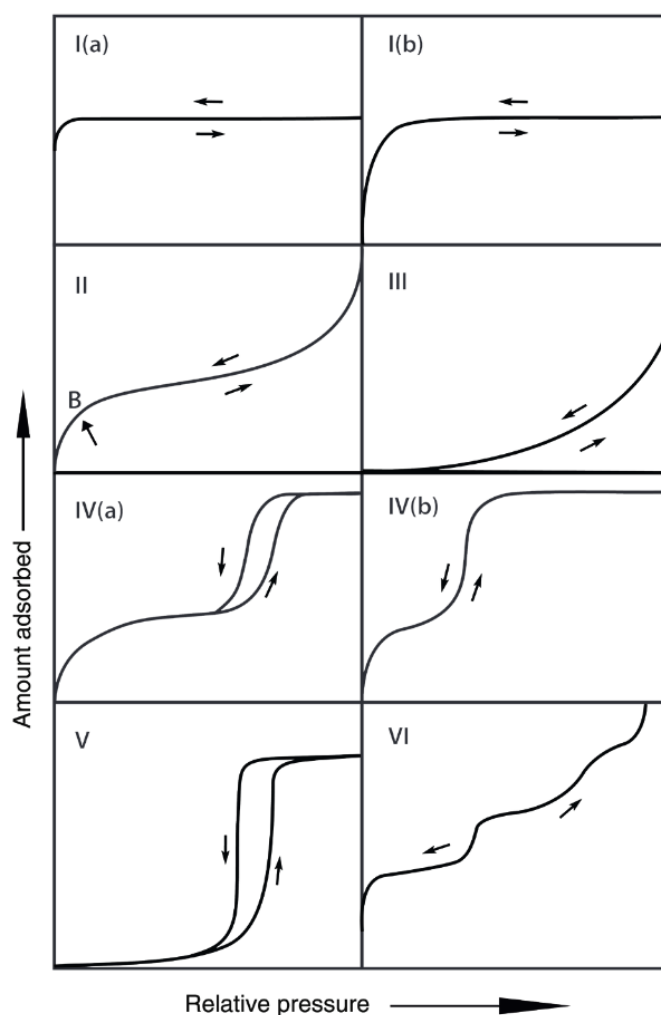 I(a)
I(b)
II
III
B
IV(a)
IV(b)
V
VI
Amount adsorbed
Relative pressure